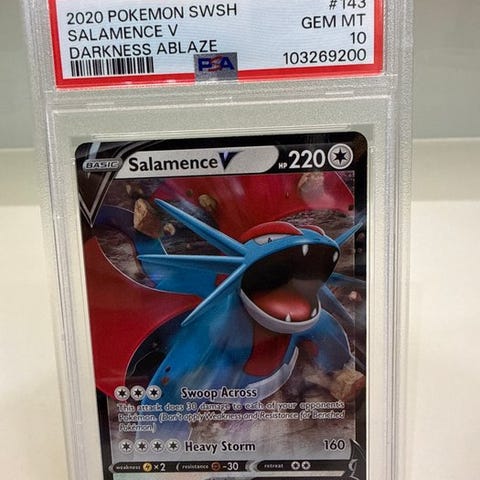 2020 POKEMON SWSH #143
SALAMENCE V GEM MT
DARKNESS ABLAZE 10
PSA 103269200
BASIC Salamence V HP 220
Swoop Across
This attack does 30 damage to each of your opponent's
Pokémon. (Don't apply Weakness and Resistance for Benched
Pokémon.)
Heavy Storm 160
weakness ×2 resistance -30 retreat